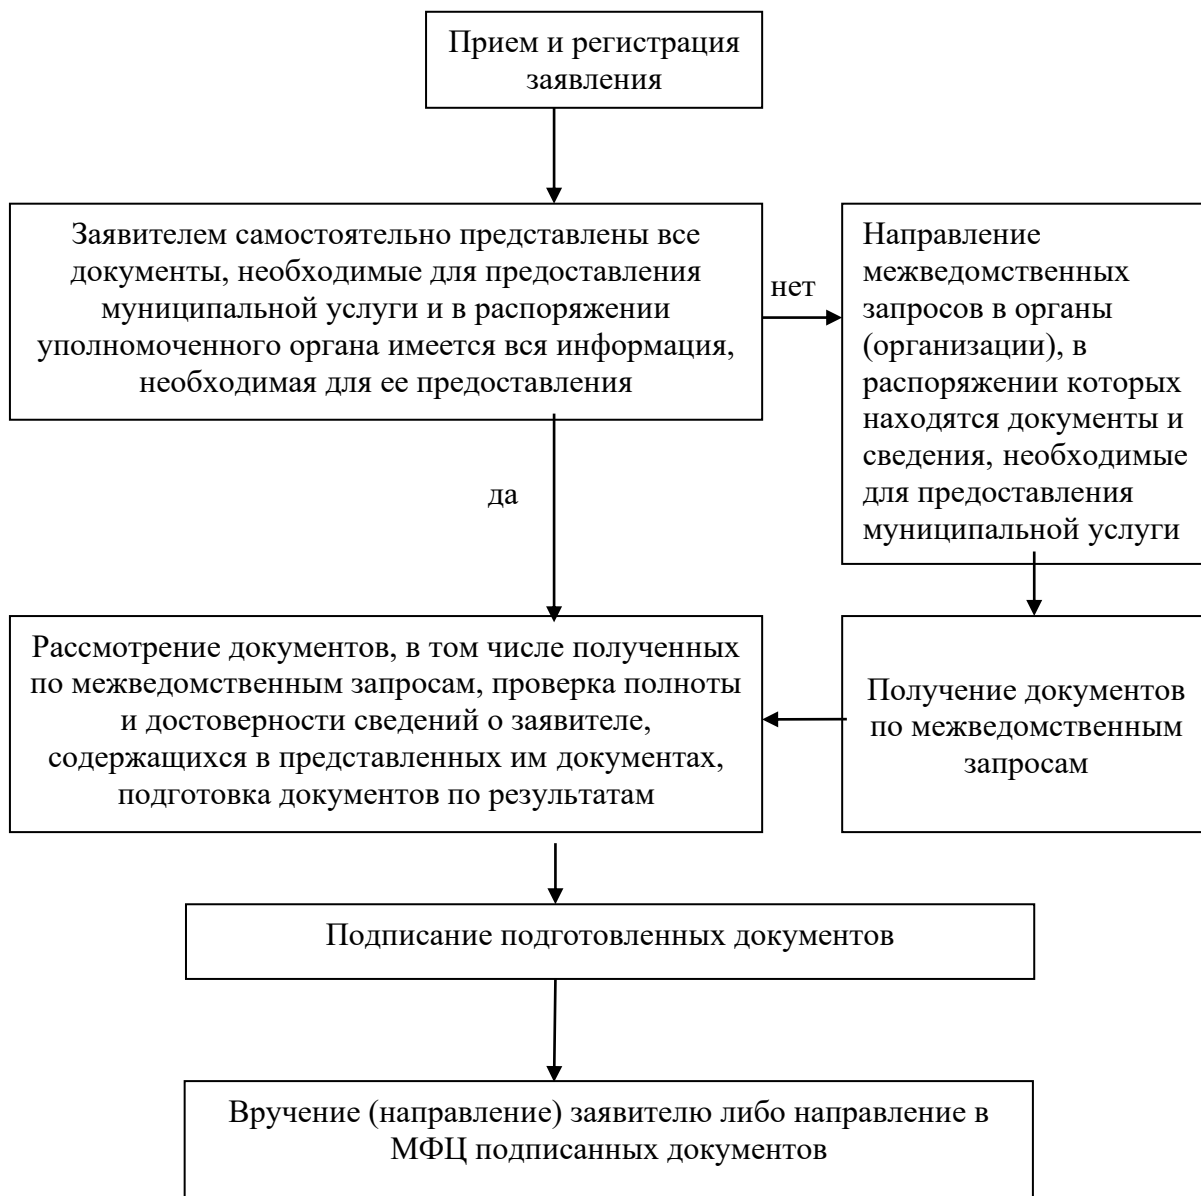 Прием и регистрация
заявления
Заявителем самостоятельно представлены все
документы, необходимые для предоставления
муниципальной услуги и в распоряжении
уполномоченного органа имеется вся информация,
необходимая для ее предоставления
нет
Направление
межведомственных
запросов в органы
(организации), в
распоряжении которых
находятся документы и
сведения, необходимые
для предоставления
муниципальной услуги
да
Рассмотрение документов, в том числе полученных
по межведомственным запросам, проверка полноты
и достоверности сведений о заявителе,
содержащихся в представленных им документах,
подготовка документов по результатам
Получение документов
по межведомственным
запросам
Подписание подготовленных документов
Вручение (направление) заявителю либо направление в
МФЦ подписанных документов